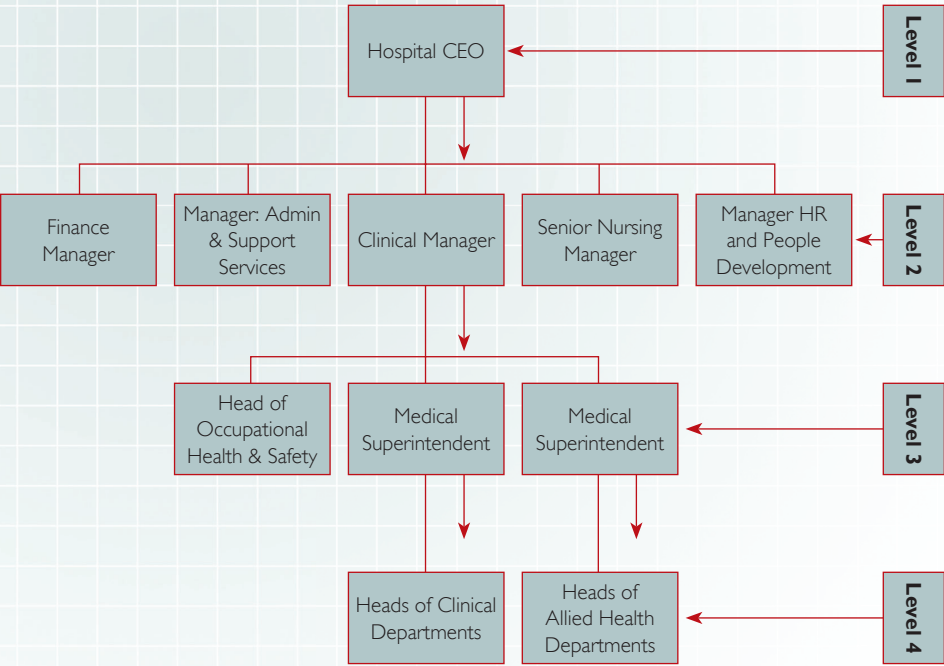 Hospital CEO
Level 1
Finance
Manager
Manager: Admin
& Support
Services
Clinical Manager
Senior Nursing
Manager
Manager HR
and People
Development
Level 2
Head of
Occupational
Health & Safety
Medical
Superintendent
Medical
Superintendent
Level 3
Heads of Clinical
Departments
Heads of
Allied Health
Departments
Level 4